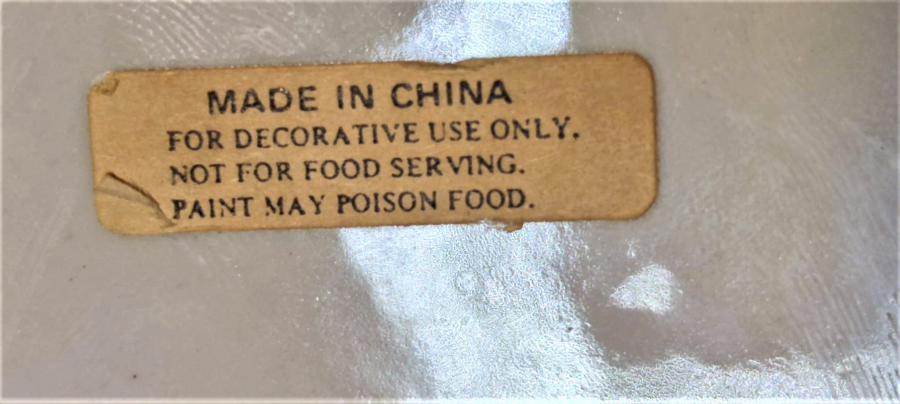 MADE IN CHINA
FOR DECORATIVE USE ONLY.
NOT FOR FOOD SERVING.
PAINT MAY POISON FOOD.